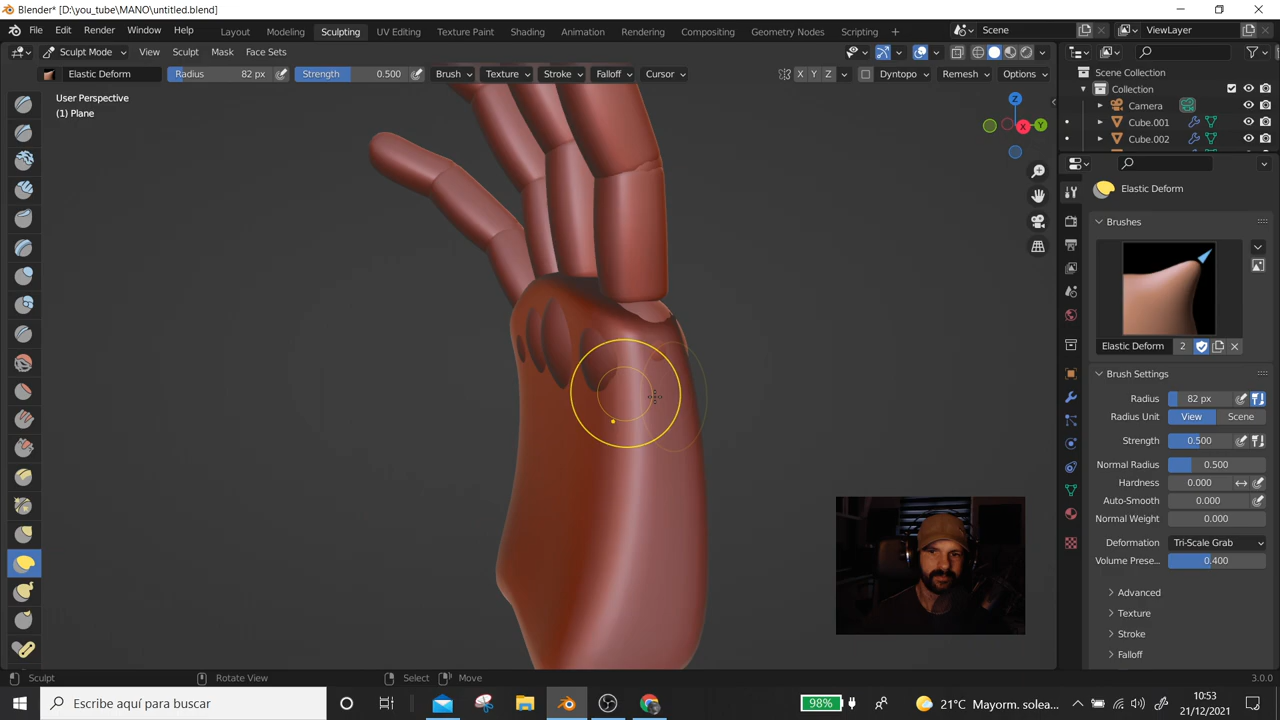 Blender* [D:\you_tube\MANO\untitled.blend]
File Edit Render Window Help Layout Modeling Sculpting UV Editing Texture Paint Shading Animation Rendering Compositing Geometry Nodes Scripting + Scene ViewLayer
Sculpt Mode View Sculpt Mask Face Sets
Elastic Deform Radius 82 px Strength 0.500 Brush Texture Stroke Falloff Cursor X Y Z Dyntopo Remesh Options
User Perspective
(1) Plane
Z
X
Y
Scene Collection
Collection
Camera
Cube.001
Cube.002
Elastic Deform
Brushes
Elastic Deform 2
Brush Settings
Radius 82 px
Radius Unit View Scene
Strength 0.500
Normal Radius 0.500
Hardness 0.000
Auto-Smooth 0.000
Normal Weight 0.000
Deformation Tri-Scale Grab
Volume Prese... 0.400
Advanced
Texture
Stroke
Falloff
Sculpt Rotate View Select Move 3.0.0
Escribe aquí para buscar
98%
21°C Mayorm. solea...
10:53
21/12/2021